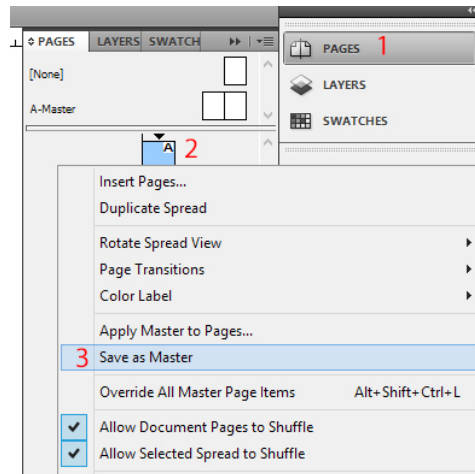 PAGES LAYERS SWATCH
[None]
A-Master
A 2
PAGES 1
LAYERS
SWATCHES
Insert Pages...
Duplicate Spread
Rotate Spread View
Page Transitions
Color Label
Apply Master to Pages...
3 Save as Master
Override All Master Page Items Alt+Shift+Ctrl+L
Allow Document Pages to Shuffle
Allow Selected Spread to Shuffle